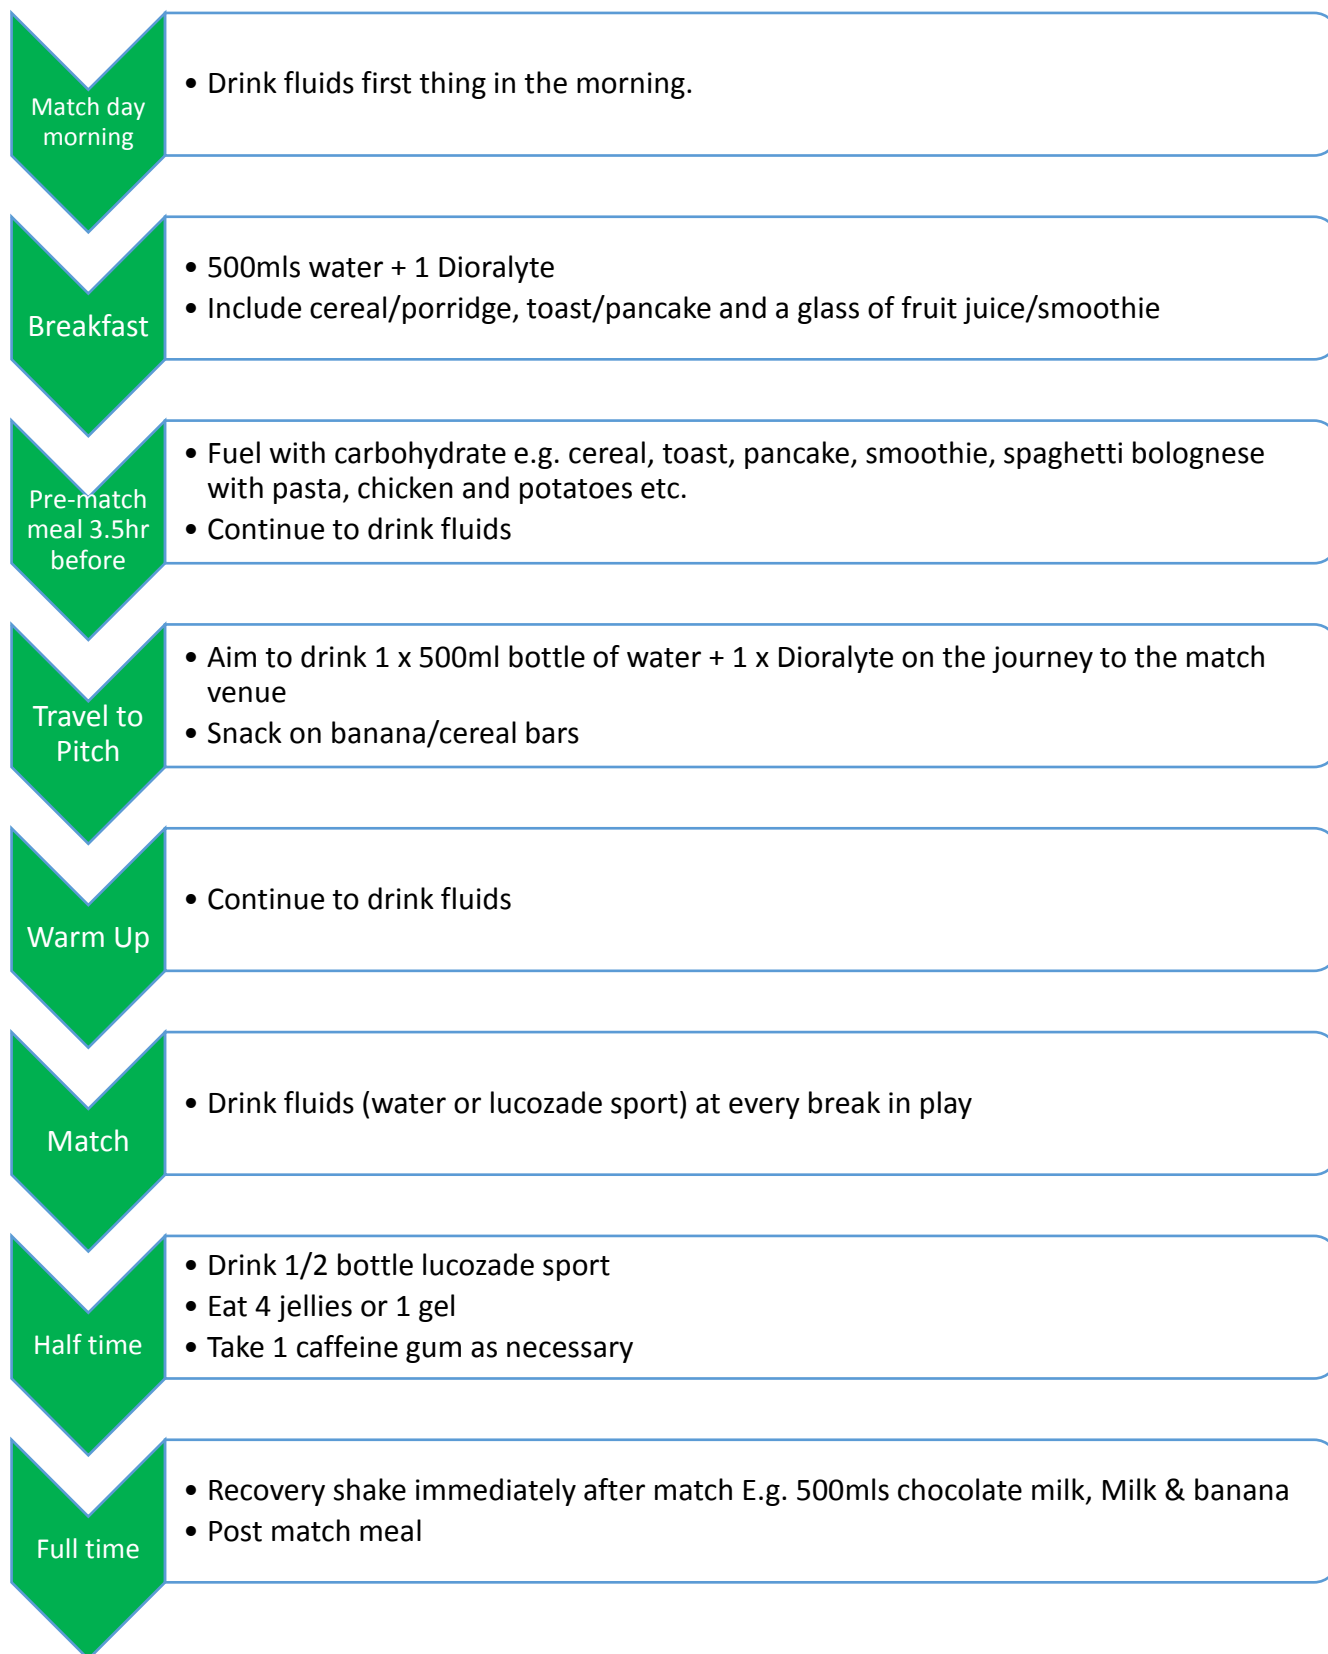 Match day
morning
• Drink fluids first thing in the morning.
Breakfast
• 500mls water + 1 Dioralyte
• Include cereal/porridge, toast/pancake and a glass of fruit juice/smoothie
Pre-match
meal 3.5hr
before
• Fuel with carbohydrate e.g. cereal, toast, pancake, smoothie, spaghetti bolognese
with pasta, chicken and potatoes etc.
• Continue to drink fluids
Travel to
Pitch
• Aim to drink 1 x 500ml bottle of water + 1 x Dioralyte on the journey to the match
venue
• Snack on banana/cereal bars
Warm Up
• Continue to drink fluids
Match
• Drink fluids (water or lucozade sport) at every break in play
Half time
• Drink 1/2 bottle lucozade sport
• Eat 4 jellies or 1 gel
• Take 1 caffeine gum as necessary
Full time
• Recovery shake immediately after match E.g. 500mls chocolate milk, Milk & banana
• Post match meal